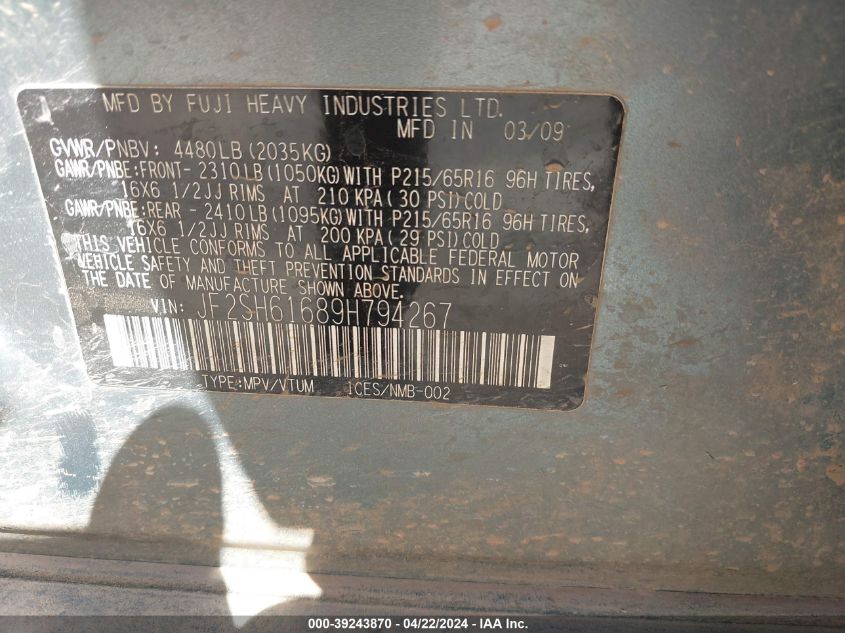 MFD BY FUJI HEAVY INDUSTRIES LTD.
MFD IN 03/09
GVWR/PNBV: 4480LB(2035KG)
GAWR/PNBE:FRONT- 2310LB(1050KG)WITH P215/65R16 96H TIRES,
16X6 1/2JJ RIMS AT 210 KPA(30 PSI)COLD
GAWR/PNBE:REAR - 2410LB(1095KG)WITH P215/65R16 96H TIRES,
16X6 1/2JJ RIMS AT 200 KPA(29 PSI)COLD
THIS VEHICLE CONFORMS TO ALL APPLICABLE FEDERAL MOTOR
VEHICLE SAFETY AND THEFT PREVENTION STANDARDS IN EFFECT ON
THE DATE OF MANUFACTURE SHOWN ABOVE.
VIN: JF2SH61689H794267
TYPE:MPV/VTUM ICES/NMB-002
000-39243870 - 04/22/2024 - IAA Inc.